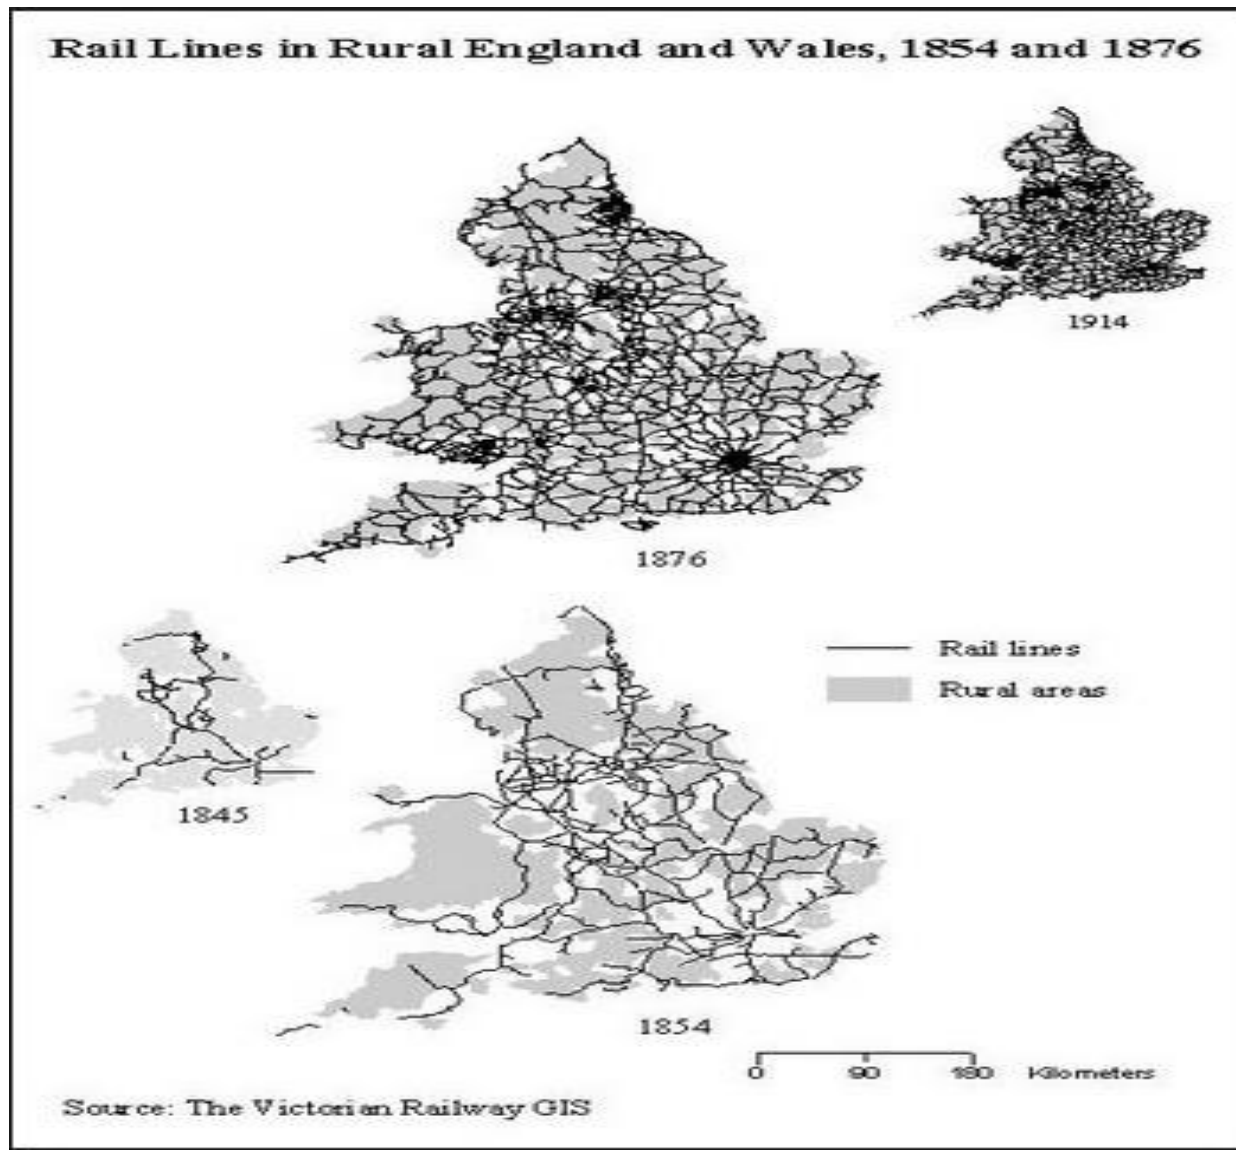 Rail Lines in Rural England and Wales, 1854 and 1876
1914
1876
1845
Rail lines
Rural areas
1854
0 90 180 Kilometers
Source: The Victorian Railway GIS